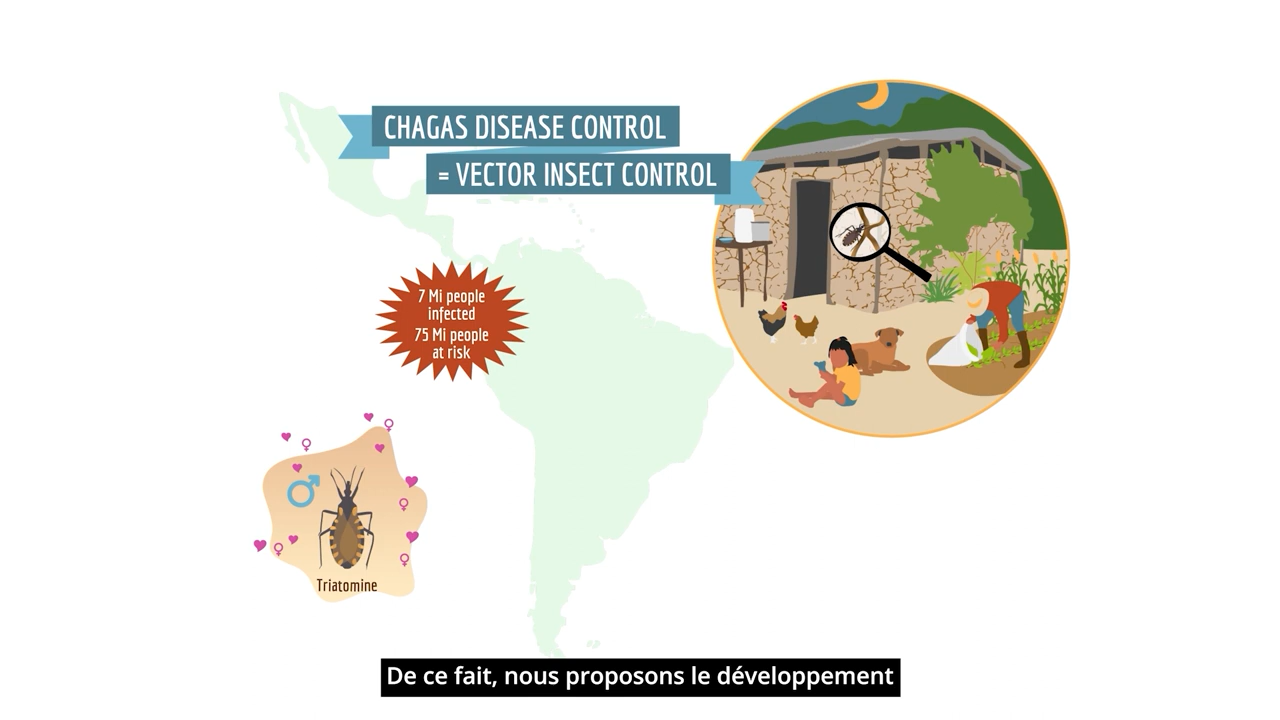 CHAGAS DISEASE CONTROL
= VECTOR INSECT CONTROL
7 Mi people
infected
75 Mi people
at risk
Triatomine
De ce fait, nous proposons le développement